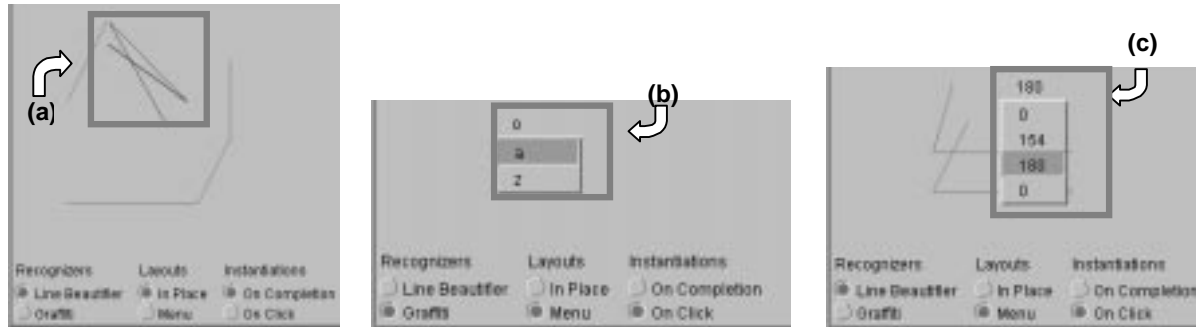 (a)
Recognizers Layouts Instantiations
Line Beautifier In Place On Completion
Graffiti Menu On Click
(b)
o
a
z
Recognizers Layouts Instantiations
Line Beautifier In Place On Completion
Graffiti Menu On Click
(c)
180
0
154
180
0
Recognizers Layouts Instantiations
Line Beautifier In Place On Completion
Graffiti Menu On Click